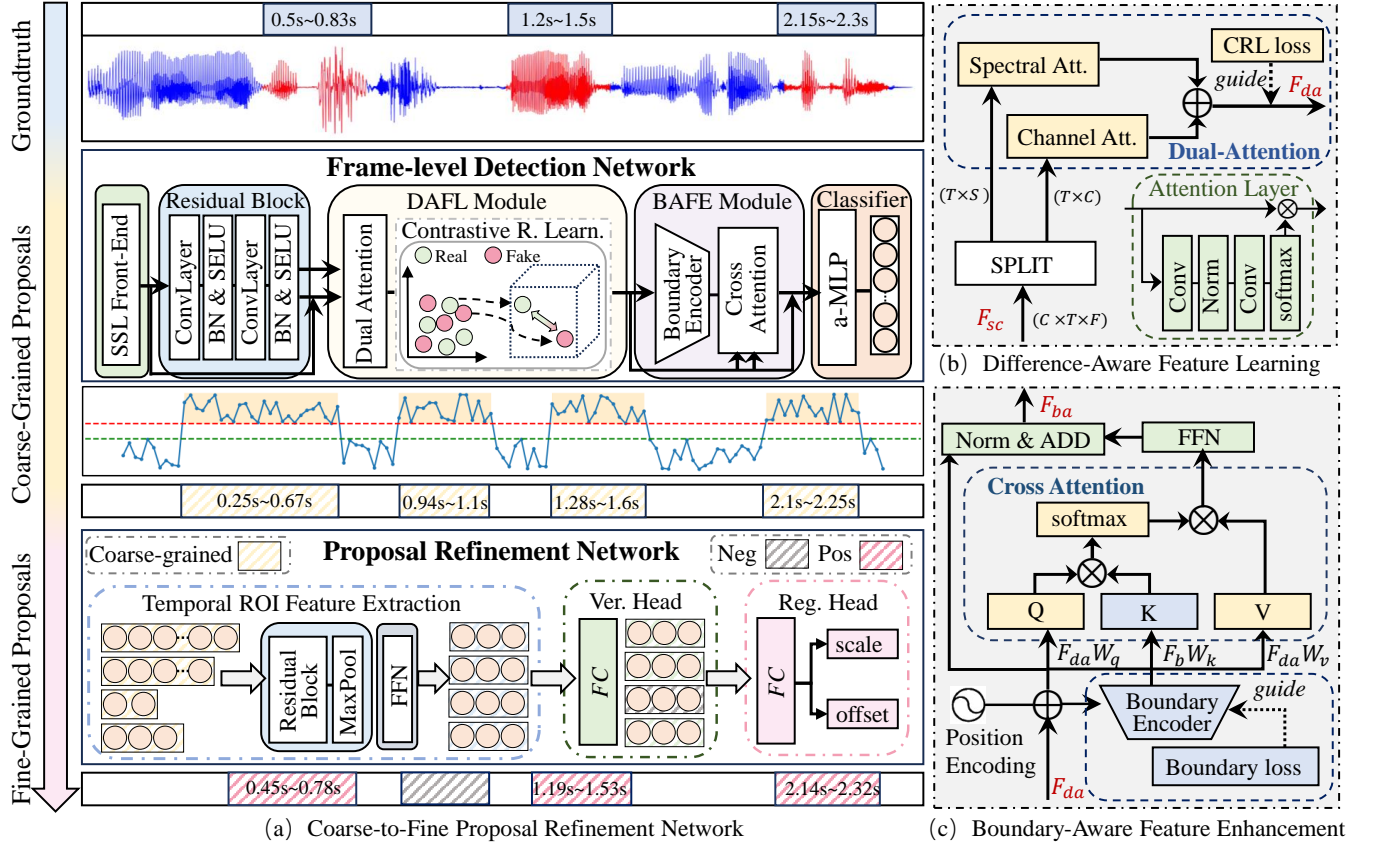 Groundtruth
Coarse-Grained Proposals
Fine-Grained Proposals
0.5s~0.83s
1.2s~1.5s
2.15s~2.3s
Frame-level Detection Network
SSL Front-End
Residual Block
ConvLayer
BN & SELU
ConvLayer
BN & SELU
DAFL Module
Dual Attention
Contrastive R. Learn.
Real
Fake
BAFE Module
Boundary
Encoder
Cross
Attention
Classifier
a-MLP
0.25s~0.67s
0.94s~1.1s
1.28s~1.6s
2.1s~2.25s
Coarse-grained
Proposal Refinement Network
Neg
Pos
Temporal ROI Feature Extraction
Residual
Block
MaxPool
FFN
Ver. Head
FC
Reg. Head
FC
scale
offset
0.45s~0.78s
1.19s~1.53s
2.14s~2.32s
(a) Coarse-to-Fine Proposal Refinement Network
CRL loss
Spectral Att.
guide
F_da
Channel Att.
Dual-Attention
(T×S)
(T×C)
Attention Layer
SPLIT
Conv
Norm
Conv
softmax
F_sc
(C ×T×F)
(b) Difference-Aware Feature Learning
F_ba
Norm & ADD
FFN
Cross Attention
softmax
Q
K
V
F_da W_q
F_b W_k
F_da W_v
guide
Boundary
Encoder
Position
Encoding
Boundary loss
F_da
(c) Boundary-Aware Feature Enhancement